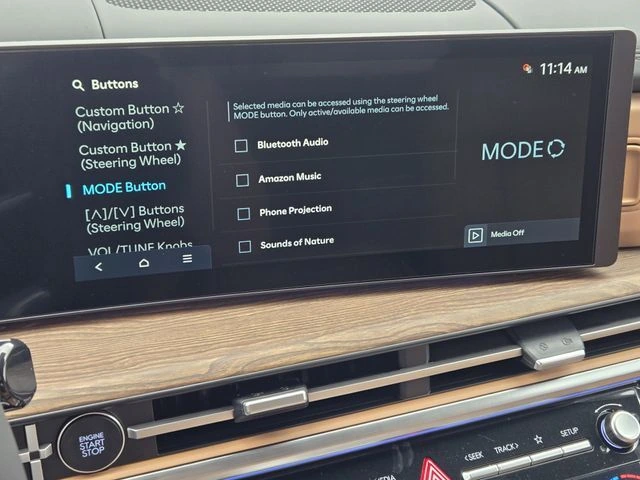 Buttons
11:14 AM
Custom Button ☆
(Navigation)
Custom Button ★
(Steering Wheel)
MODE Button
[∧]/[∨] Buttons
(Steering Wheel)
VOL/TUNE Knobs
Selected media can be accessed using the steering wheel
MODE button. Only active/available media can be accessed.
Bluetooth Audio
Amazon Music
Phone Projection
Sounds of Nature
MODE
Media Off
ENGINE
START
STOP
MEDIA
<SEEK
TRACK>
☆
SETUP